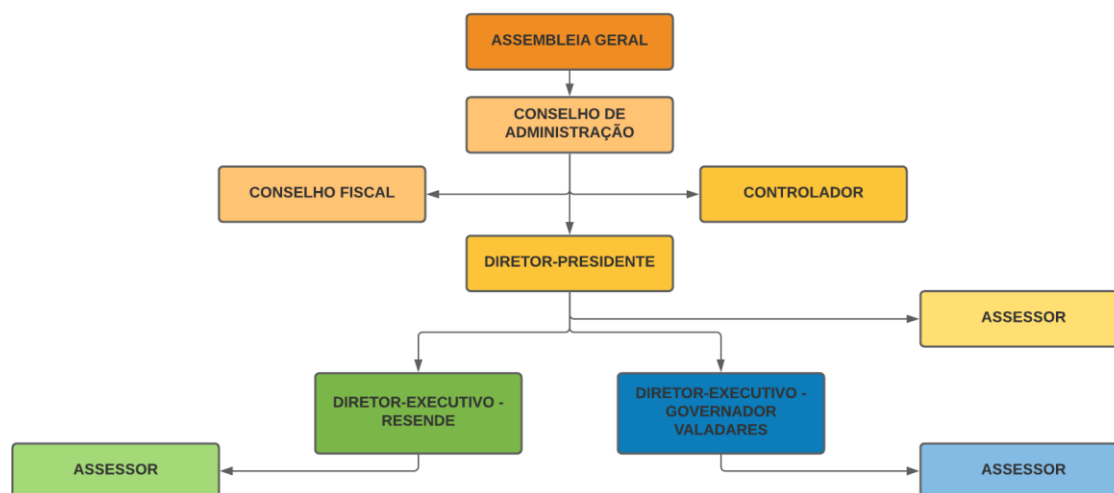 ASSEMBLEIA GERAL
CONSELHO DE
ADMINISTRAÇÃO
CONSELHO FISCAL
CONTROLADOR
DIRETOR-PRESIDENTE
ASSESSOR
DIRETOR-EXECUTIVO -
RESENDE
DIRETOR-EXECUTIVO -
GOVERNADOR
VALADARES
ASSESSOR
ASSESSOR